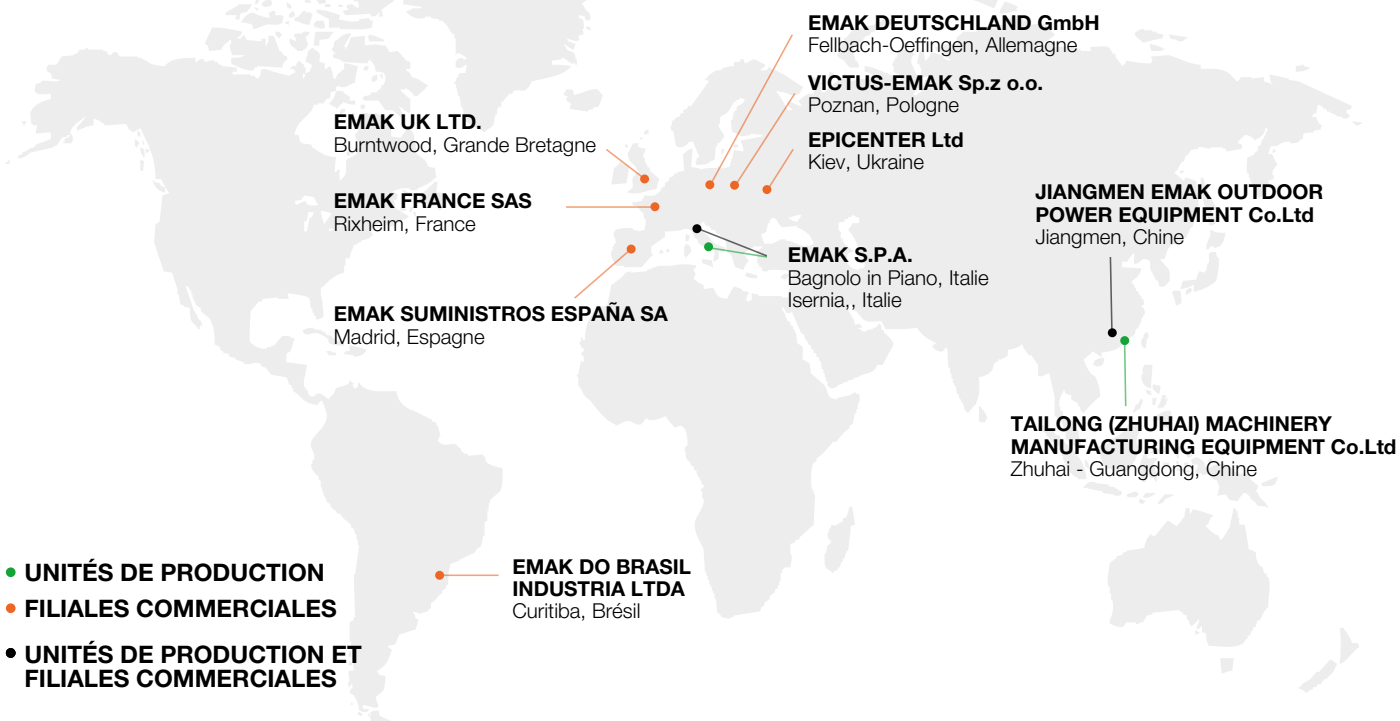 EMAK DEUTSCHLAND GmbH
Fellbach-Oeffingen, Allemagne
VICTUS-EMAK Sp.z o.o.
Poznan, Pologne
EMAK UK LTD.
Burntwood, Grande Bretagne
EPICENTER Ltd
Kiev, Ukraine
EMAK FRANCE SAS
Rixheim, France
JIANGMEN EMAK OUTDOOR
POWER EQUIPMENT Co.Ltd
Jiangmen, Chine
EMAK S.P.A.
Bagnolo in Piano, Italie
Isernia,, Italie
EMAK SUMINISTROS ESPAÑA SA
Madrid, Espagne
TAILONG (ZHUHAI) MACHINERY
MANUFACTURING EQUIPMENT Co.Ltd
Zhuhai - Guangdong, Chine
EMAK DO BRASIL
INDUSTRIA LTDA
Curitiba, Brésil
• UNITÉS DE PRODUCTION
• FILIALES COMMERCIALES
• UNITÉS DE PRODUCTION ET
FILIALES COMMERCIALES